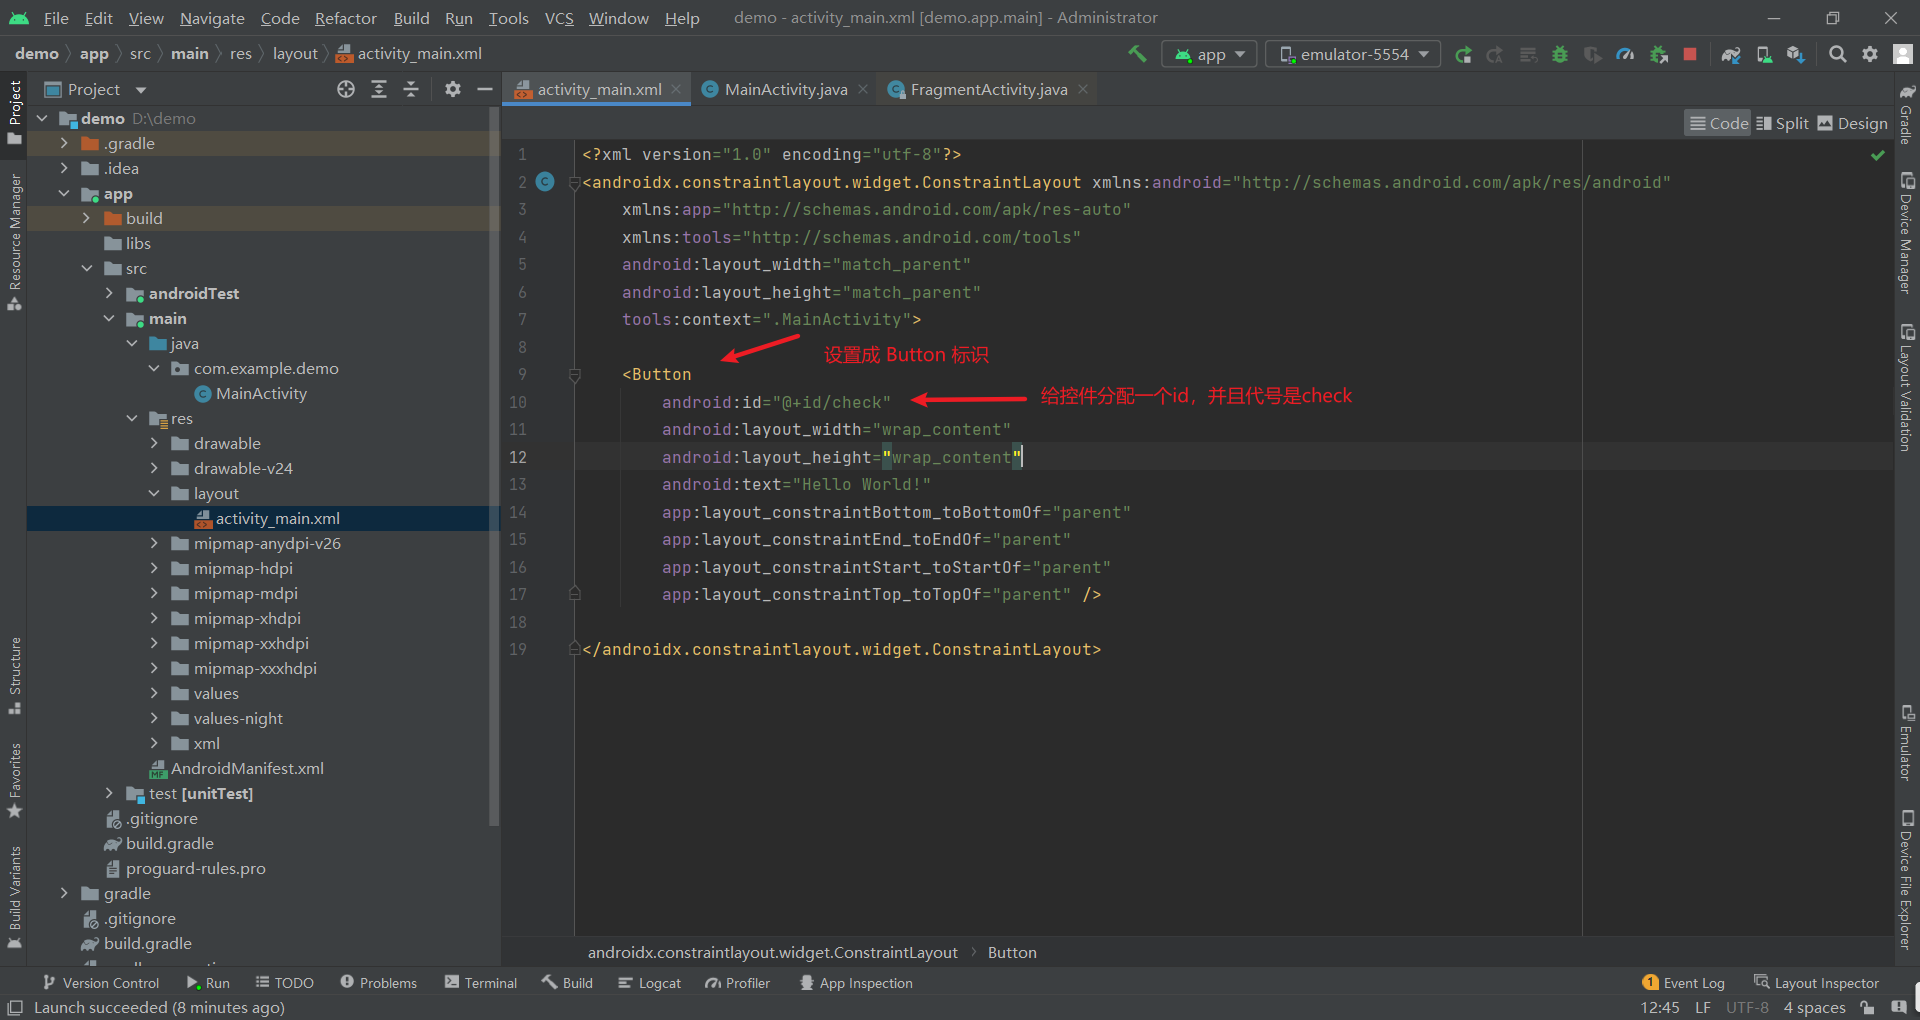 File Edit View Navigate Code Refactor Build Run Tools VCS Window Help demo - activity_main.xml [demo.app.main] - Administrator
demo app src main res layout activity_main.xml app emulator-5554
Project activity_main.xml MainActivity.java FragmentActivity.java
Code Split Design
Project
Resource Manager
Structure
Favorites
Build Variants
demo D:\demo
.gradle
.idea
app
build
libs
src
androidTest
main
java
com.example.demo
MainActivity
res
drawable
drawable-v24
layout
activity_main.xml
mipmap-anydpi-v26
mipmap-hdpi
mipmap-mdpi
mipmap-xhdpi
mipmap-xxhdpi
mipmap-xxxhdpi
values
values-night
xml
AndroidManifest.xml
test [unitTest]
.gitignore
build.gradle
proguard-rules.pro
gradle
.gitignore
build.gradle
1 <?xml version="1.0" encoding="utf-8"?>
2 <androidx.constraintlayout.widget.ConstraintLayout xmlns:android="http://schemas.android.com/apk/res/android"
3 xmlns:app="http://schemas.android.com/apk/res-auto"
4 xmlns:tools="http://schemas.android.com/tools"
5 android:layout_width="match_parent"
6 android:layout_height="match_parent"
7 tools:context=".MainActivity">
8
设置成 Button 标识
9 <Button
10 android:id="@+id/check"
给控件分配一个id，并且代号是check
11 android:layout_width="wrap_content"
12 android:layout_height="wrap_content"
13 android:text="Hello World!"
14 app:layout_constraintBottom_toBottomOf="parent"
15 app:layout_constraintEnd_toEndOf="parent"
16 app:layout_constraintStart_toStartOf="parent"
17 app:layout_constraintTop_toTopOf="parent" />
18
19 </androidx.constraintlayout.widget.ConstraintLayout>
androidx.constraintlayout.widget.ConstraintLayout Button
Gradle
Device Manager
Layout Validation
Emulator
Device File Explorer
Version Control Run TODO Problems Terminal Build Logcat Profiler App Inspection 1 Event Log Layout Inspector
Launch succeeded (8 minutes ago) 12:45 LF UTF-8 4 spaces